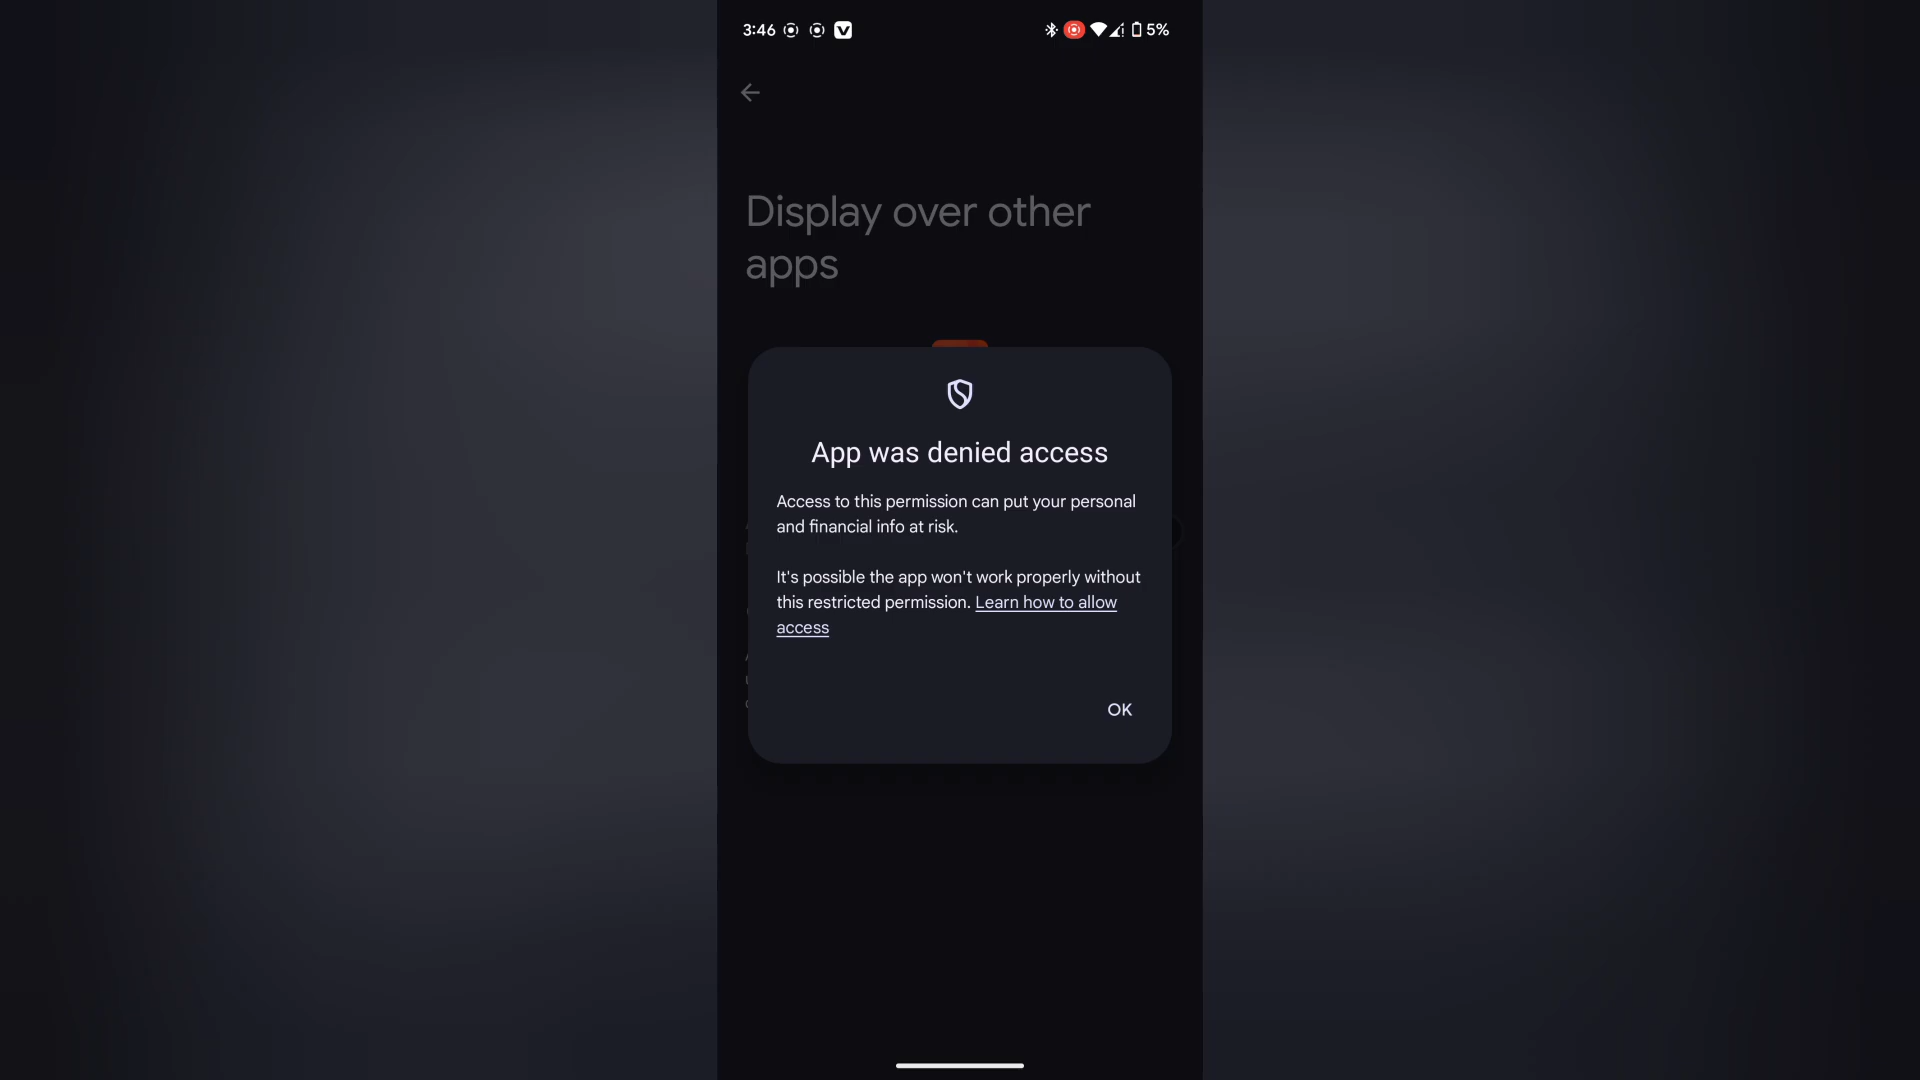 3:46 5%
Display over other
apps
App was denied access
Access to this permission can put your personal
and financial info at risk.
It's possible the app won't work properly without
this restricted permission. Learn how to allow
access
OK